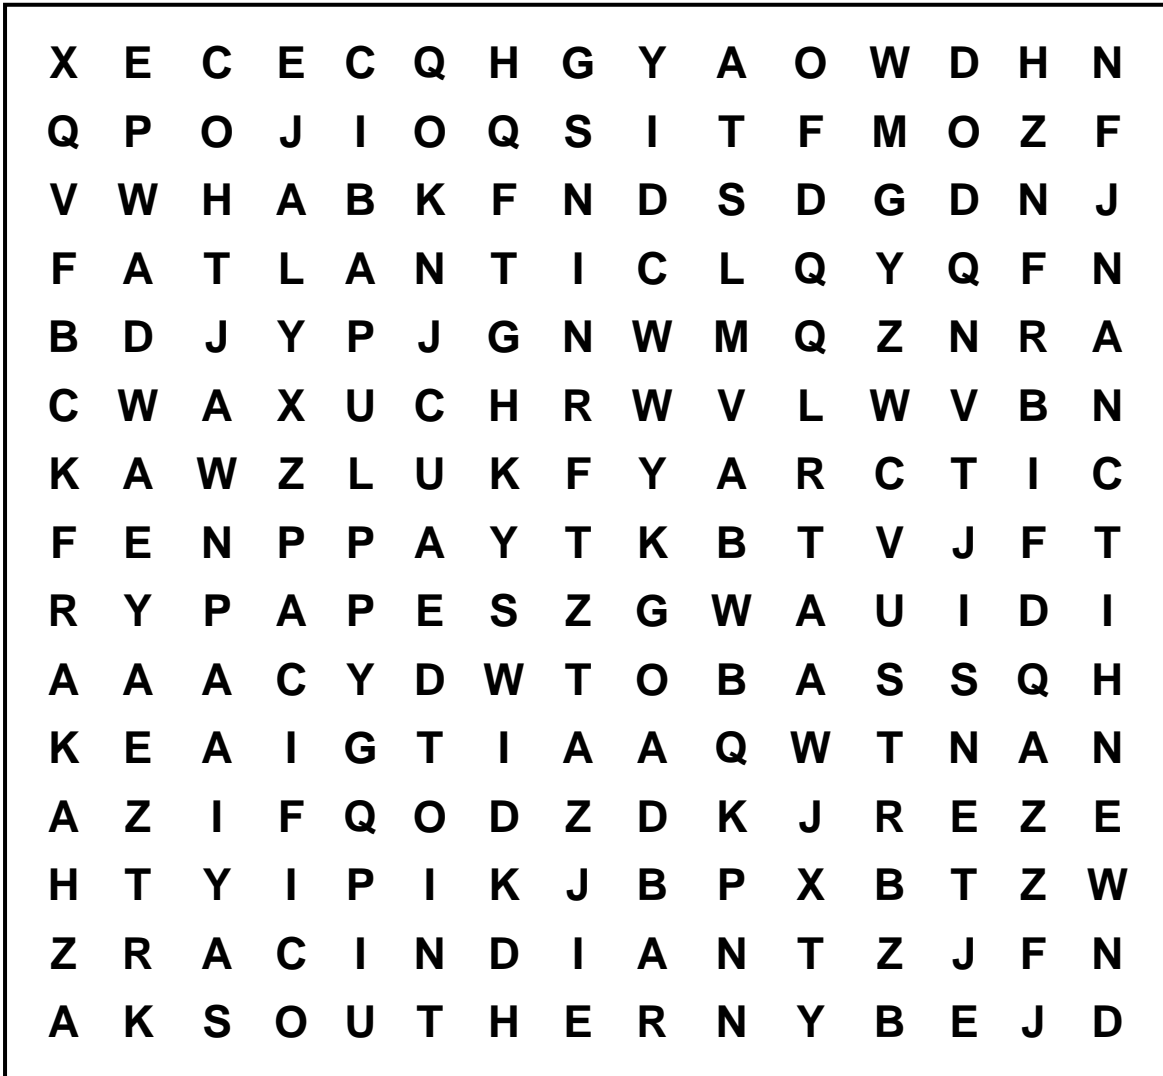 X E C E C Q H G Y A O W D H N
Q P O J I O Q S I T F M O Z F
V W H A B K F N D S D G D N J
F A T L A N T I C L Q Y Q F N
B D J Y P J G N W M Q Z N R A
C W A X U C H R W V L W V B N
K A W Z L U K F Y A R C T I C
F E N P P A Y T K B T V J F T
R Y P A P E S Z G W A U I D I
A A A C Y D W T O B A S S Q H
K E A I G T I A A Q W T N A N
A Z I F Q O D Z D K J R E Z E
H T Y I P I K J B P X B T Z W
Z R A C I N D I A N T Z J F N
A K S O U T H E R N Y B E J D